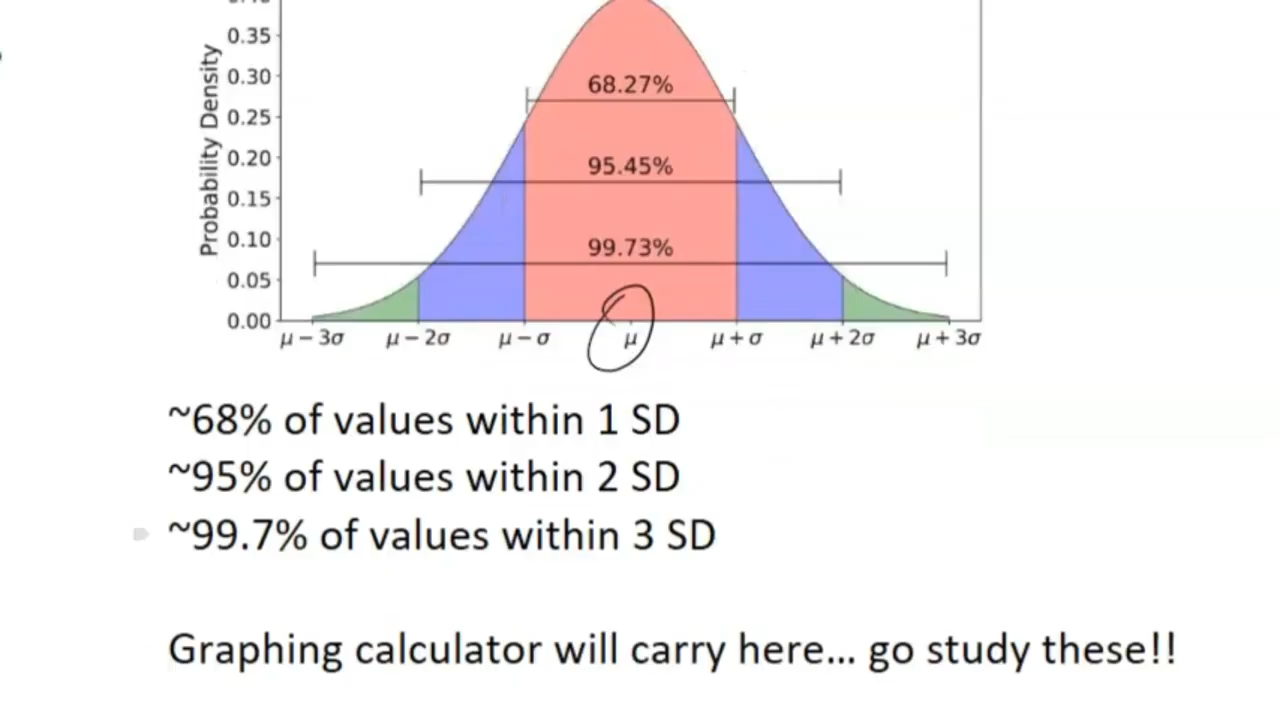 0.35
68.27%
0.30
0.25
95.45%
0.20
0.15
99.73%
0.10
0.05
0.00
Probability Density
μ − 3σ μ − 2σ μ − σ μ μ + σ μ + 2σ μ + 3σ
~68% of values within 1 SD
~95% of values within 2 SD
~99.7% of values within 3 SD
Graphing calculator will carry here... go study these!!